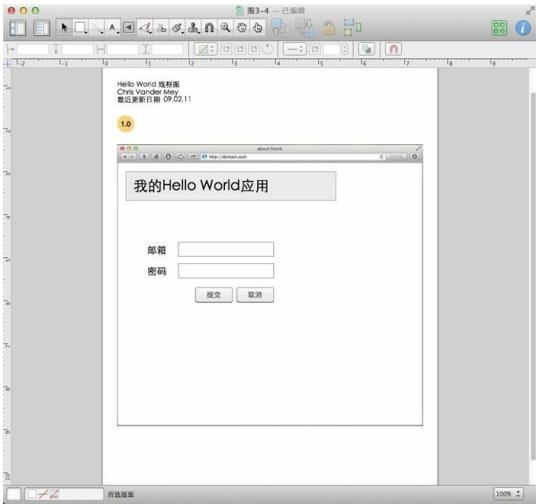 图3-4 — 已编辑
Hello World 线框图
Chris Vander Mey
最近更新日期 09.02.11
1.0
about:blank
http://domain.com
我的Hello World应用
邮箱
密码
提交
取消
所选版面
100%